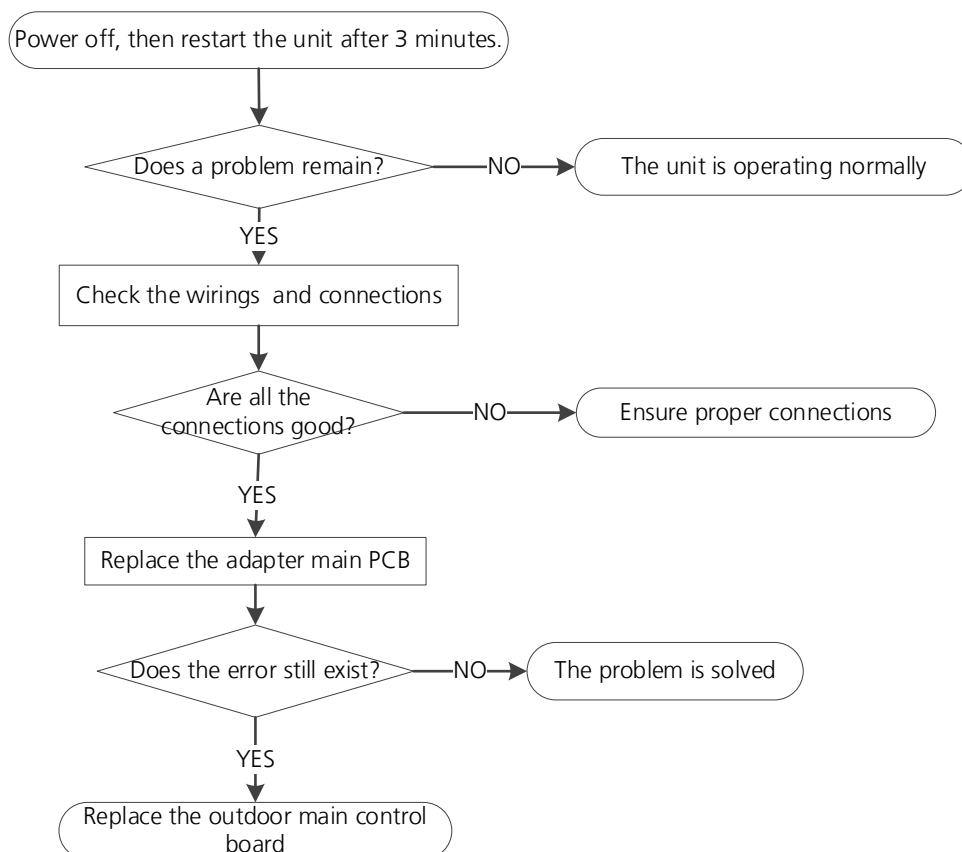 Power off, then restart the unit after 3 minutes.
Does a problem remain?
NO
The unit is operating normally
YES
Check the wirings and connections
Are all the
connections good?
NO
Ensure proper connections
YES
Replace the adapter main PCB
Does the error still exist?
NO
The problem is solved
YES
Replace the outdoor main control
board